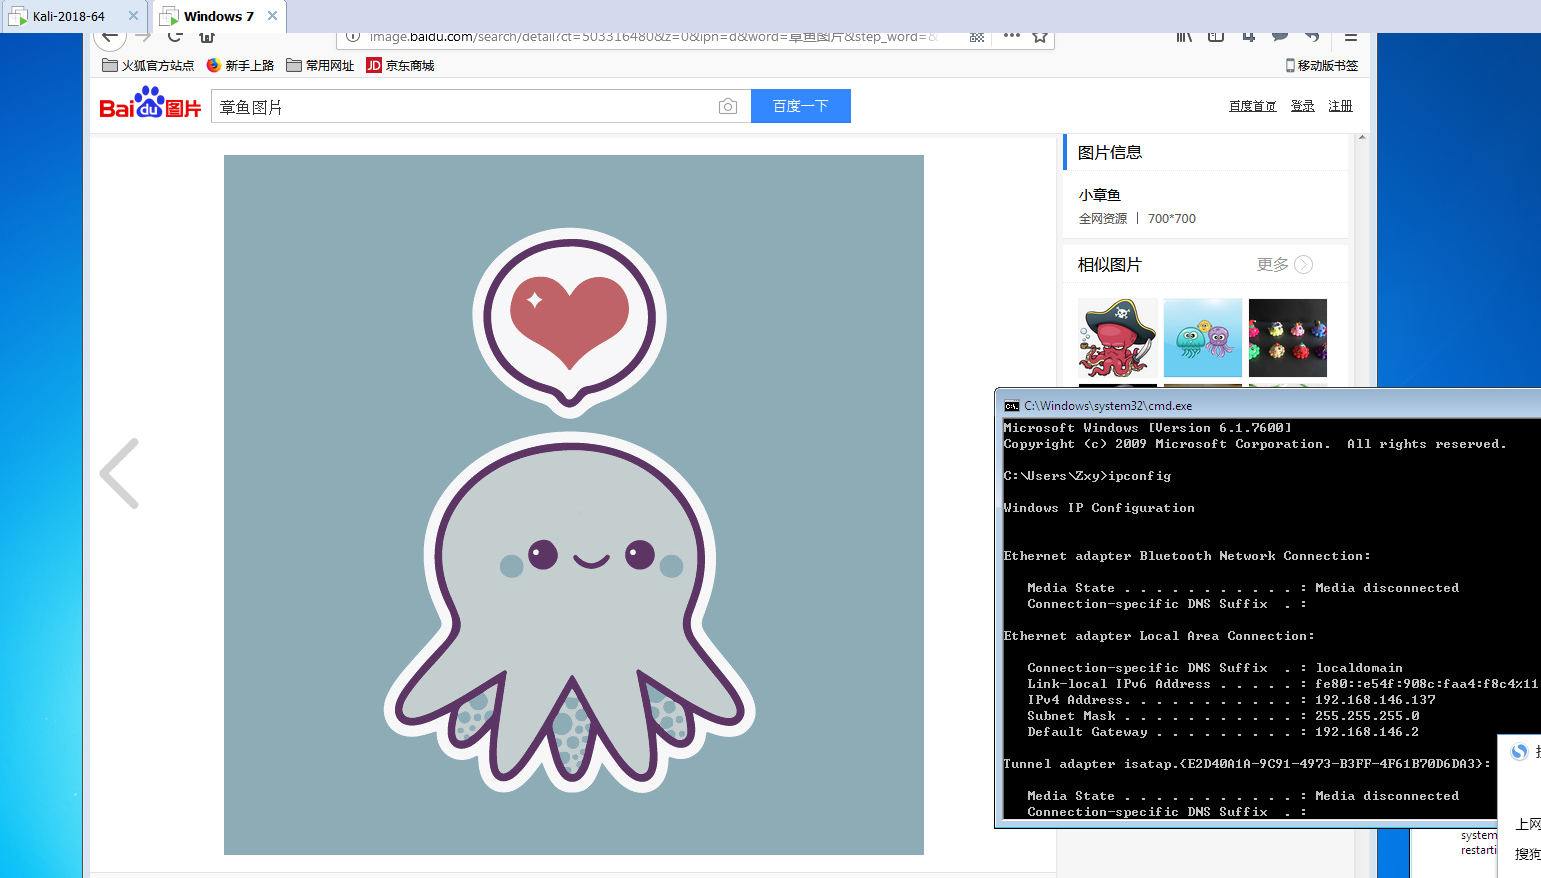 Kali-2018-64
Windows 7
image.baidu.com/search/detail?ct=503316480&z=0&ipn=d&word=章鱼图片&step_word=&
火狐官方站点 新手上路 常用网址 JD 京东商城 移动版书签
Bai du 图片 章鱼图片 百度一下 百度首页 登录 注册
图片信息
小章鱼
全网资源 | 700*700
相似图片 更多
C:\Windows\system32\cmd.exe
Microsoft Windows [Version 6.1.7600]
Copyright (c) 2009 Microsoft Corporation.  All rights reserved.
C:\Users\Zxy>ipconfig
Windows IP Configuration
Ethernet adapter Bluetooth Network Connection:
Media State . . . . . . . . . . . : Media disconnected
Connection-specific DNS Suffix  . :
Ethernet adapter Local Area Connection:
Connection-specific DNS Suffix  . : localdomain
Link-local IPv6 Address . . . . . : fe80::e54f:908c:faa4:f8c4%11
IPv4 Address. . . . . . . . . . . : 192.168.146.137
Subnet Mask . . . . . . . . . . . : 255.255.255.0
Default Gateway . . . . . . . . . : 192.168.146.2
Tunnel adapter isatap.{E2D40A1A-9C91-4973-B3FF-4F61B70D6DA3}:
Media State . . . . . . . . . . . : Media disconnected
Connection-specific DNS Suffix  . :
上网
system
restarti
搜狗